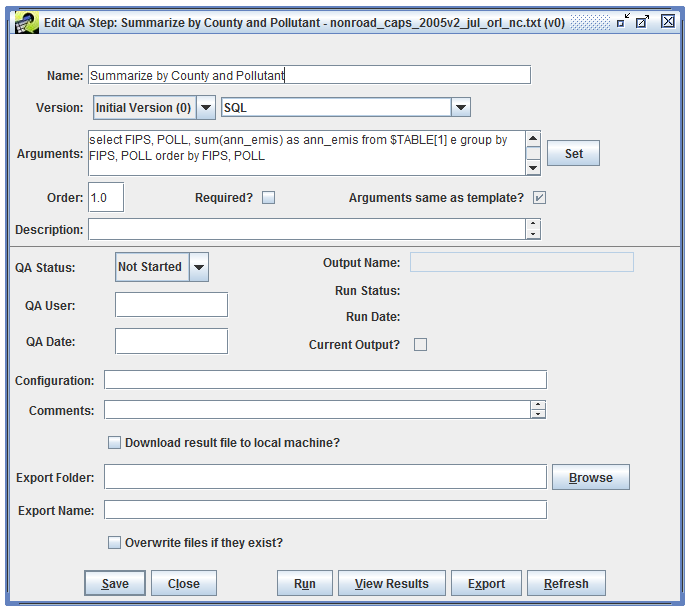 Edit QA Step: Summarize by County and Pollutant - nonroad_caps_2005v2_jul_orl_nc.txt (v0)
Name: Summarize by County and Pollutant
Version: Initial Version (0) SQL
Arguments: select FIPS, POLL, sum(ann_emis) as ann_emis from $TABLE[1] e group by
FIPS, POLL order by FIPS, POLL
Set
Order: 1.0 Required? Arguments same as template?
Description:
QA Status: Not Started Output Name:
Run Status:
QA User:
Run Date:
QA Date: Current Output?
Configuration:
Comments:
Download result file to local machine?
Export Folder: Browse
Export Name:
Overwrite files if they exist?
Save Close Run View Results Export Refresh